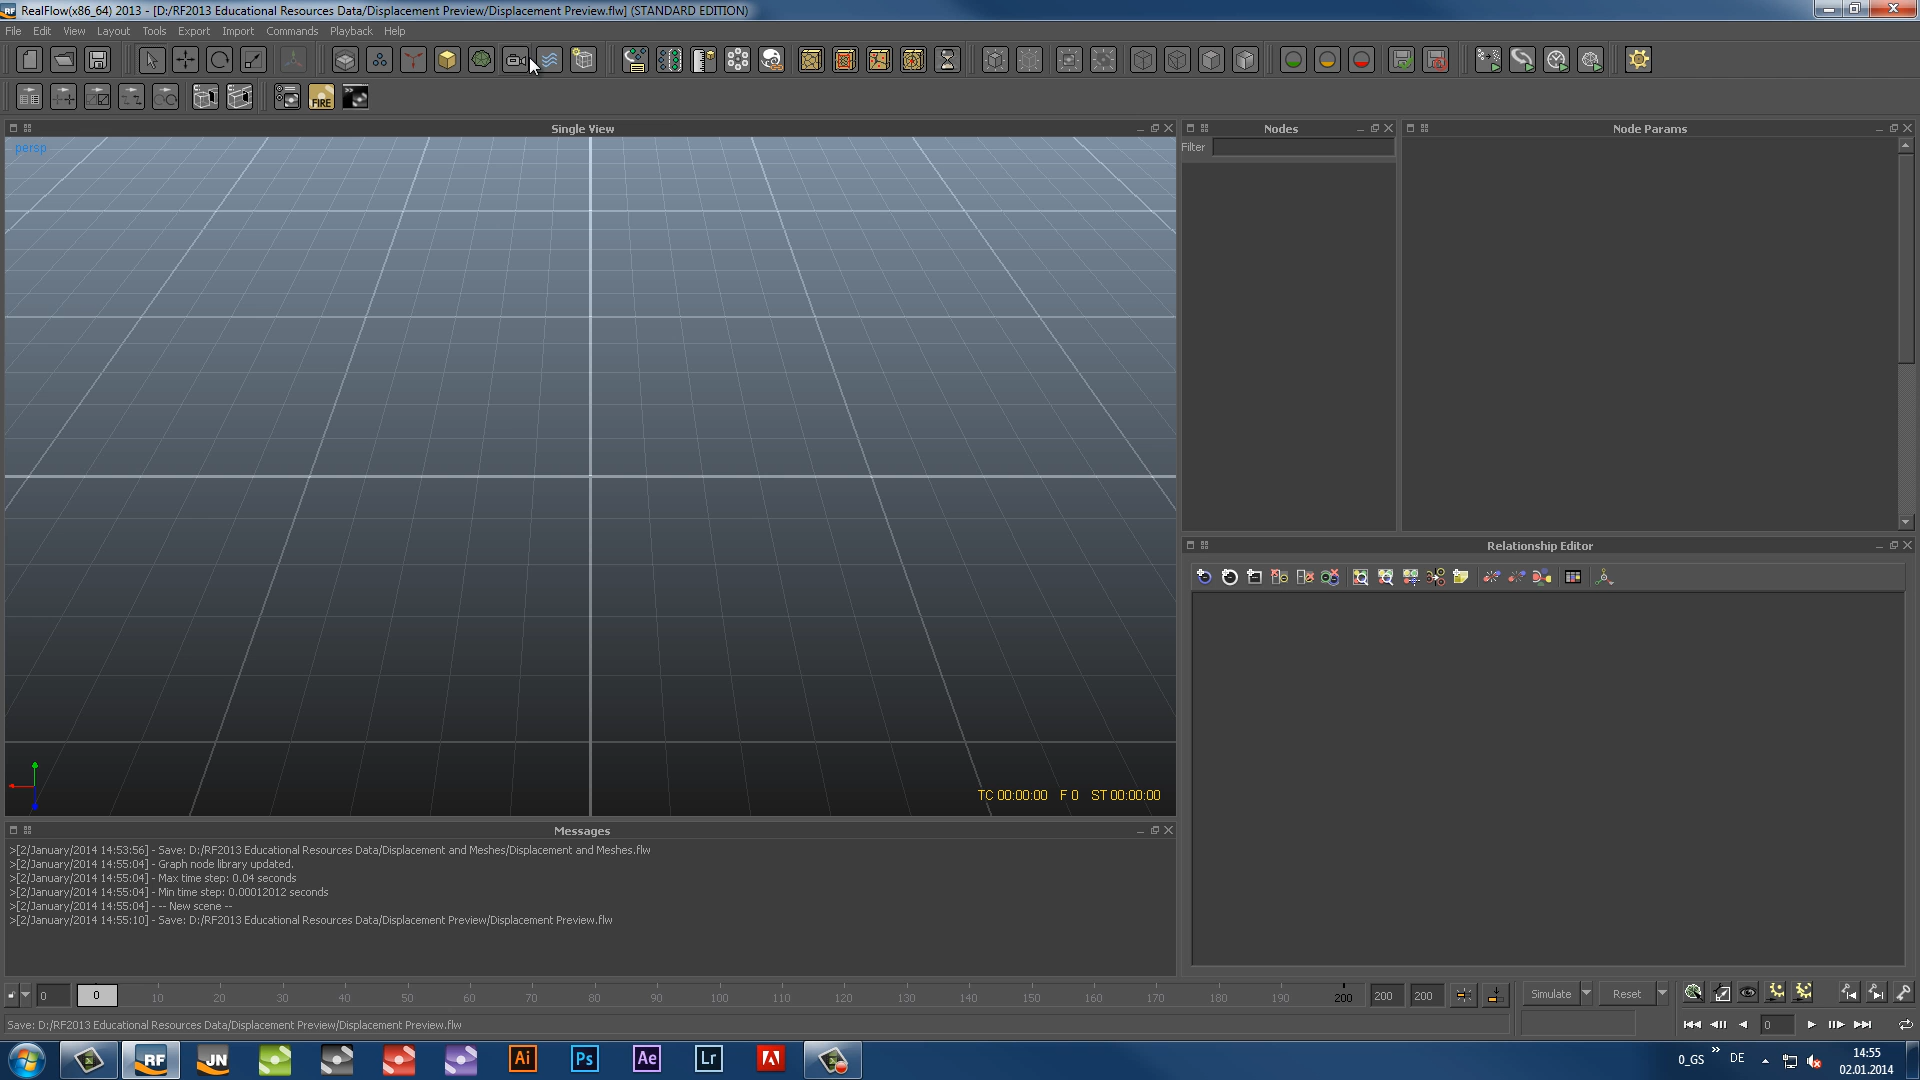 RealFlow(x86_64) 2013 - [D:/RF2013 Educational Resources Data/Displacement Preview/Displacement Preview.flw] (STANDARD EDITION)
File Edit View Layout Tools Export Import Commands Playback Help
FIRE
Single View
Nodes
Node Params
persp
Filter
Relationship Editor
TC 00:00:00 F 0 ST 00:00:00
Messages
>[2/January/2014 14:53:56] - Save: D:/RF2013 Educational Resources Data/Displacement and Meshes/Displacement and Meshes.flw
>[2/January/2014 14:55:04] - Graph node library updated.
>[2/January/2014 14:55:04] - Max time step: 0.04 seconds
>[2/January/2014 14:55:04] - Min time step: 0.00012012 seconds
>[2/January/2014 14:55:04] - -- New scene --
>[2/January/2014 14:55:10] - Save: D:/RF2013 Educational Resources Data/Displacement Preview/Displacement Preview.flw
0 0 10 20 30 40 50 60 70 80 90 100 110 120 130 140 150 160 170 180 190 200 200 200 Simulate Reset
Save: D:/RF2013 Educational Resources Data/Displacement Preview/Displacement Preview.flw
0
RF JN Ai Ps Ae Lr
0_GS DE
14:55
02.01.2014